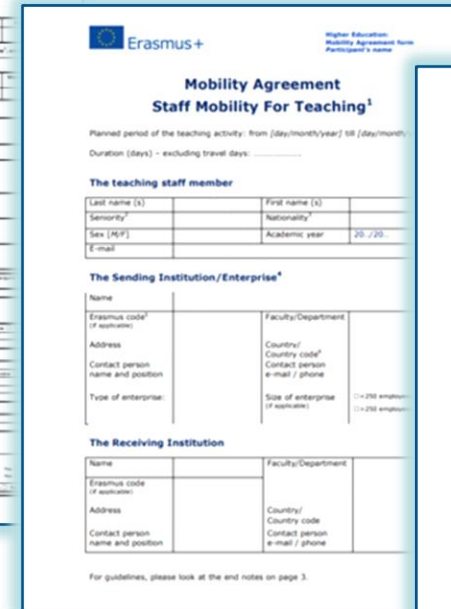 Erasmus+
Higher Education:
Mobility Agreement form
Participant's name
Mobility Agreement
Staff Mobility For Teaching¹
Planned period of the teaching activity: from [day/month/year] till [day/month/
Duration (days) – excluding travel days: ...............
The teaching staff member
Last name (s) First name (s)
Seniority² Nationality³
Sex [M/F] Academic year 20../20..
E-mail
The Sending Institution/Enterprise⁴
Name
Erasmus code⁵ Faculty/Department
(if applicable)
Address Country/
Country code⁶
Contact person Contact person
name and position e-mail / phone
Type of enterprise: Size of enterprise ☐<250 employe
(if applicable) ☐>250 employe
The Receiving Institution
Name Faculty/Department
Erasmus code
(if applicable)
Address Country/
Country code
Contact person Contact person
name and position e-mail / phone
For guidelines, please look at the end notes on page 3.